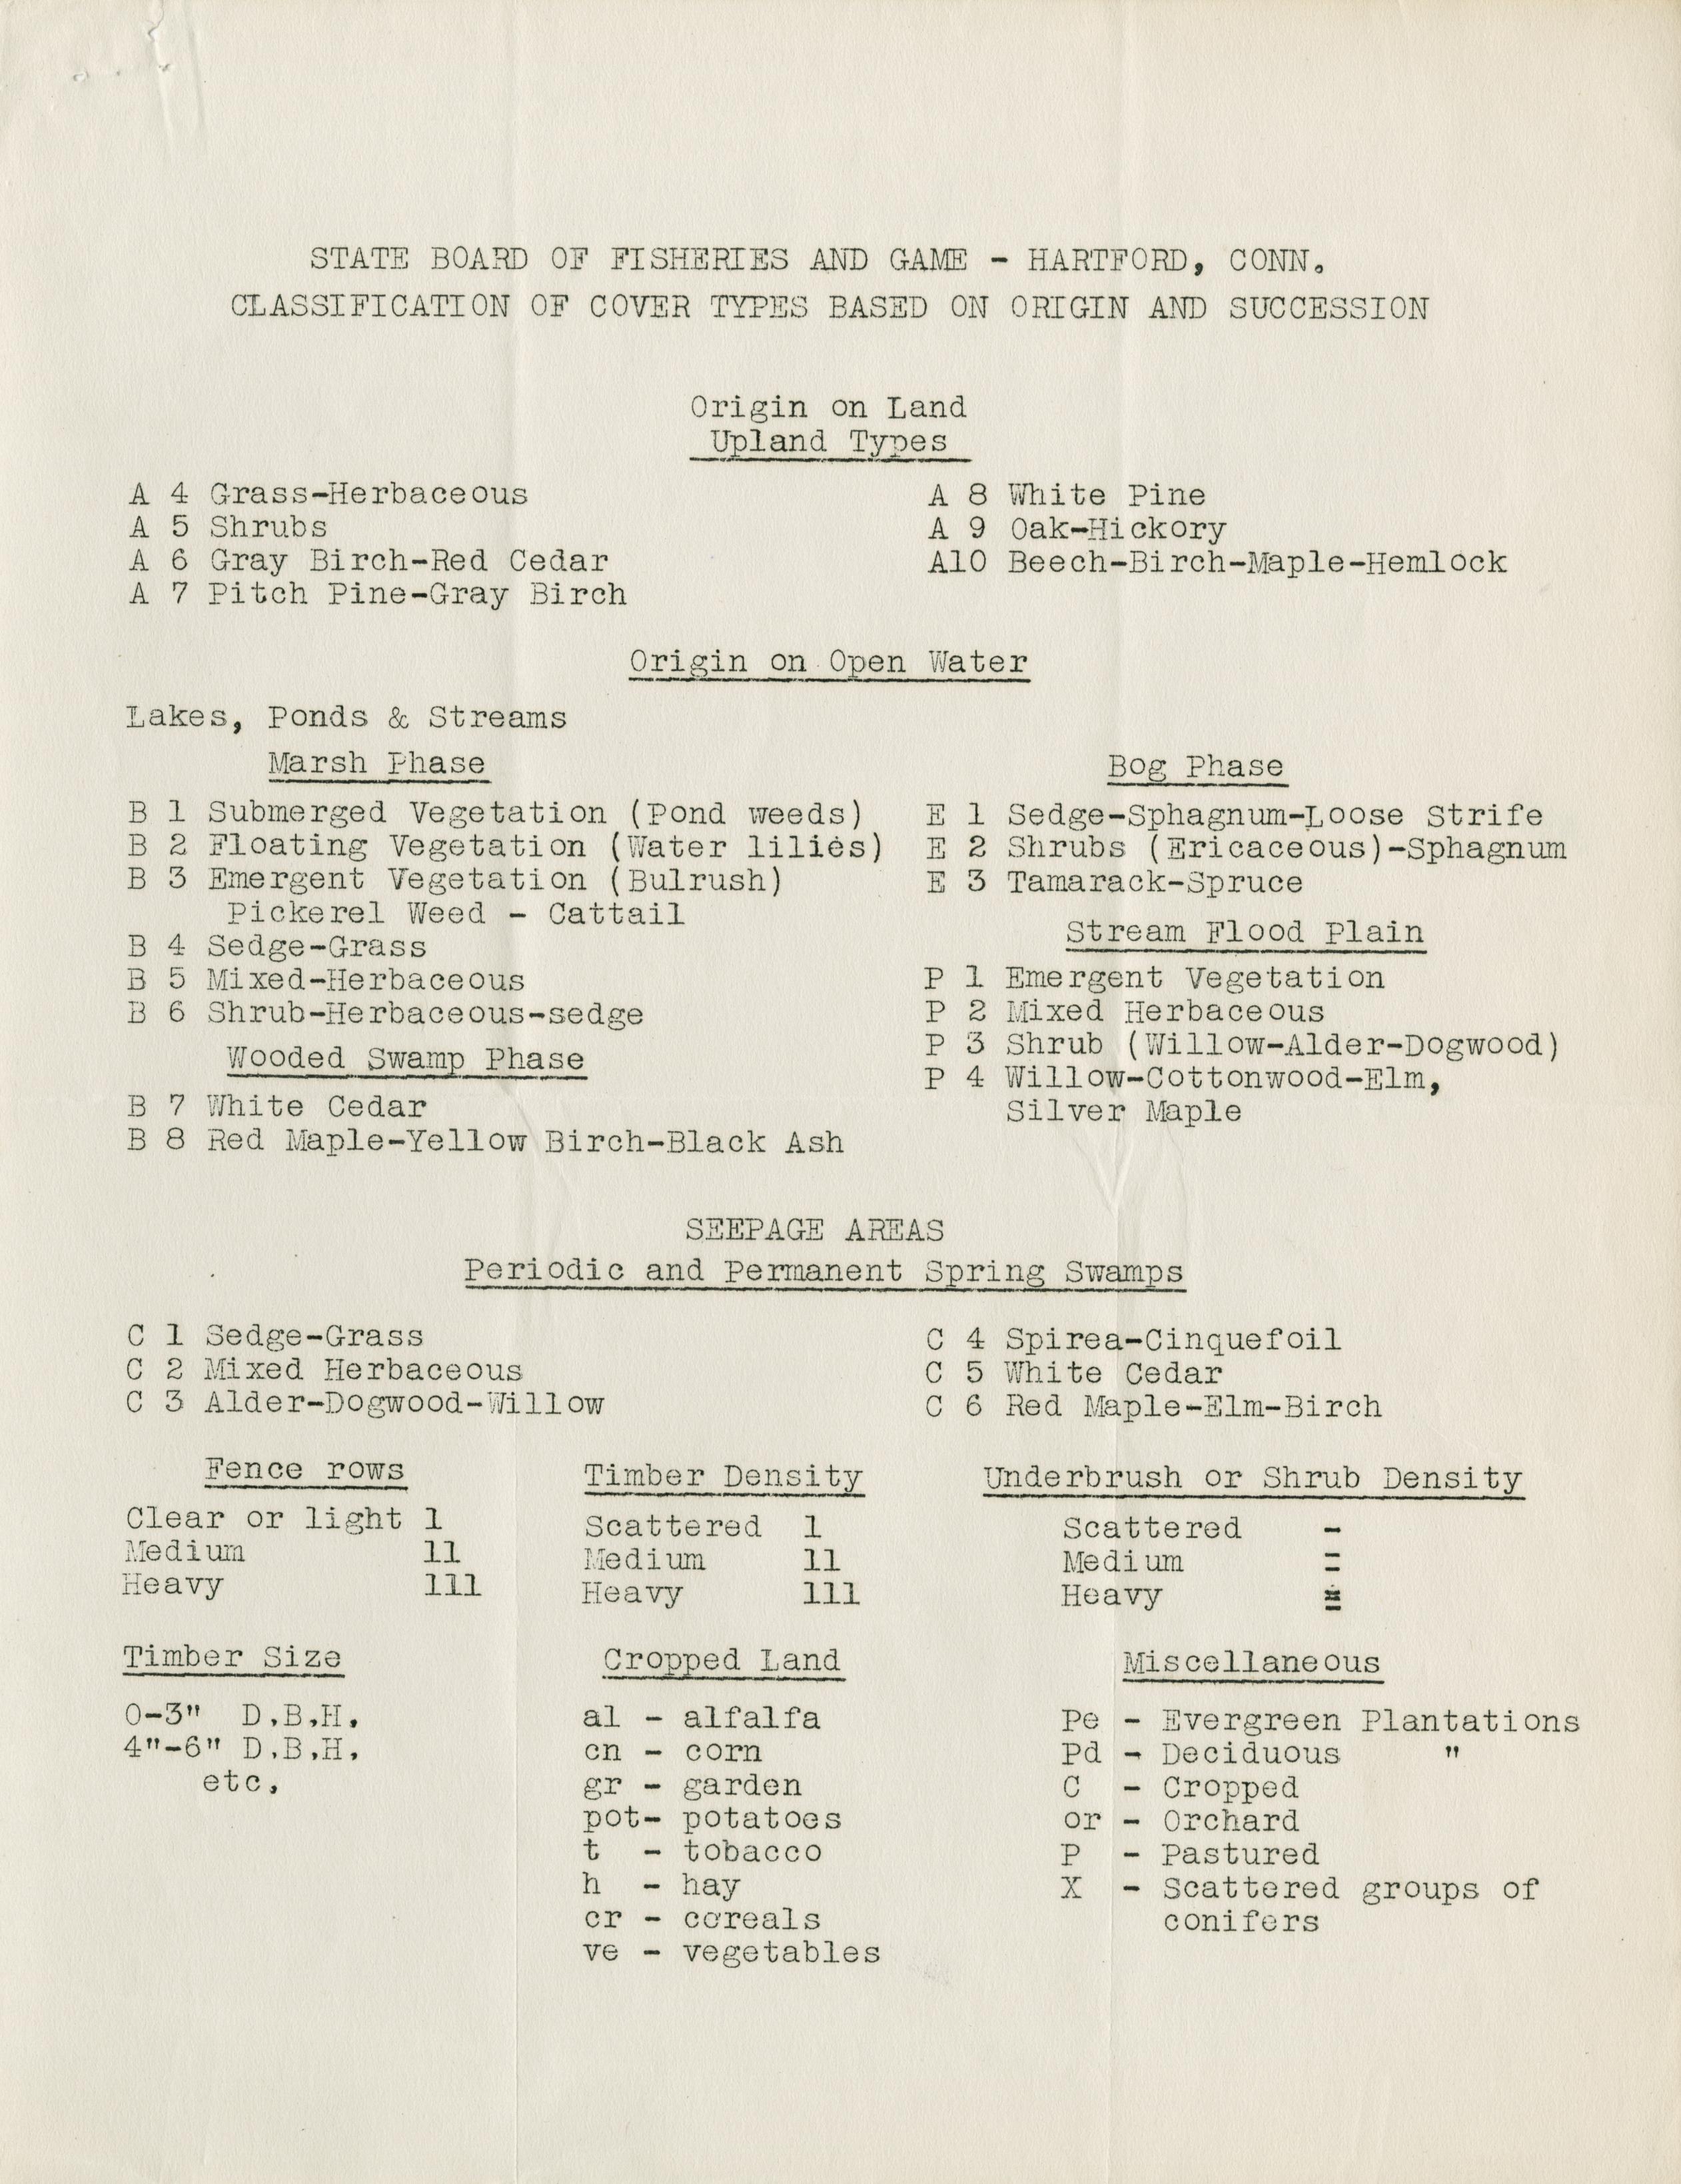 STATE BOARD OF FISHERIES AND GAME - HARTFORD, CONN.
CLASSIFICATION OF COVER TYPES BASED ON ORIGIN AND SUCCESSION
Origin on Land
Upland Types
A 4 Grass-Herbaceous
A 5 Shrubs
A 6 Gray Birch-Red Cedar
A 7 Pitch Pine-Gray Birch
A 8 White Pine
A 9 Oak-Hickory
A10 Beech-Birch-Maple-Hemlock
Origin on Open Water
Lakes, Ponds & Streams
Marsh Phase
B 1 Submerged Vegetation (Pond weeds)
B 2 Floating Vegetation (Water lilies)
B 3 Emergent Vegetation (Bulrush)
Pickerel Weed - Cattail
B 4 Sedge-Grass
B 5 Mixed-Herbaceous
B 6 Shrub-Herbaceous-sedge
Wooded Swamp Phase
B 7 White Cedar
B 8 Red Maple-Yellow Birch-Black Ash
Bog Phase
E 1 Sedge-Sphagnum-Loose Strife
E 2 Shrubs (Ericaceous)-Sphagnum
E 3 Tamarack-Spruce
Stream Flood Plain
P 1 Emergent Vegetation
P 2 Mixed Herbaceous
P 3 Shrub (Willow-Alder-Dogwood)
P 4 Willow-Cottonwood-Elm,
Silver Maple
SEEPAGE AREAS
Periodic and Permanent Spring Swamps
C 1 Sedge-Grass
C 2 Mixed Herbaceous
C 3 Alder-Dogwood-Willow
C 4 Spirea-Cinquefoil
C 5 White Cedar
C 6 Red Maple-Elm-Birch
Fence rows
Clear or light 1
Medium 11
Heavy 111
Timber Density
Scattered 1
Medium 11
Heavy 111
Underbrush or Shrub Density
Scattered -
Medium =
Heavy ≡
Timber Size
0-3" D.B.H.
4"-6" D.B.H.
etc.
Cropped Land
al - alfalfa
cn - corn
gr - garden
pot- potatoes
t - tobacco
h - hay
cr - cereals
ve - vegetables
Miscellaneous
Pe - Evergreen Plantations
Pd - Deciduous "
C - Cropped
or - Orchard
P - Pastured
X - Scattered groups of
conifers